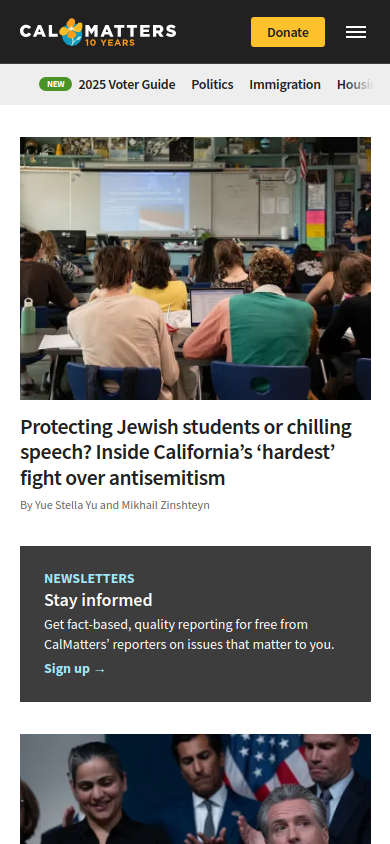 CALMATTERS
10 YEARS
Donate
NEW
2025 Voter Guide
Politics
Immigration
Protecting Jewish students or chilling
speech? Inside California’s ‘hardest’
fight over antisemitism
By Yue Stella Yu and Mikhail Zinshteyn
NEWSLETTERS
Stay informed
Get fact-based, quality reporting for free from
CalMatters’ reporters on issues that matter to you.
Sign up →